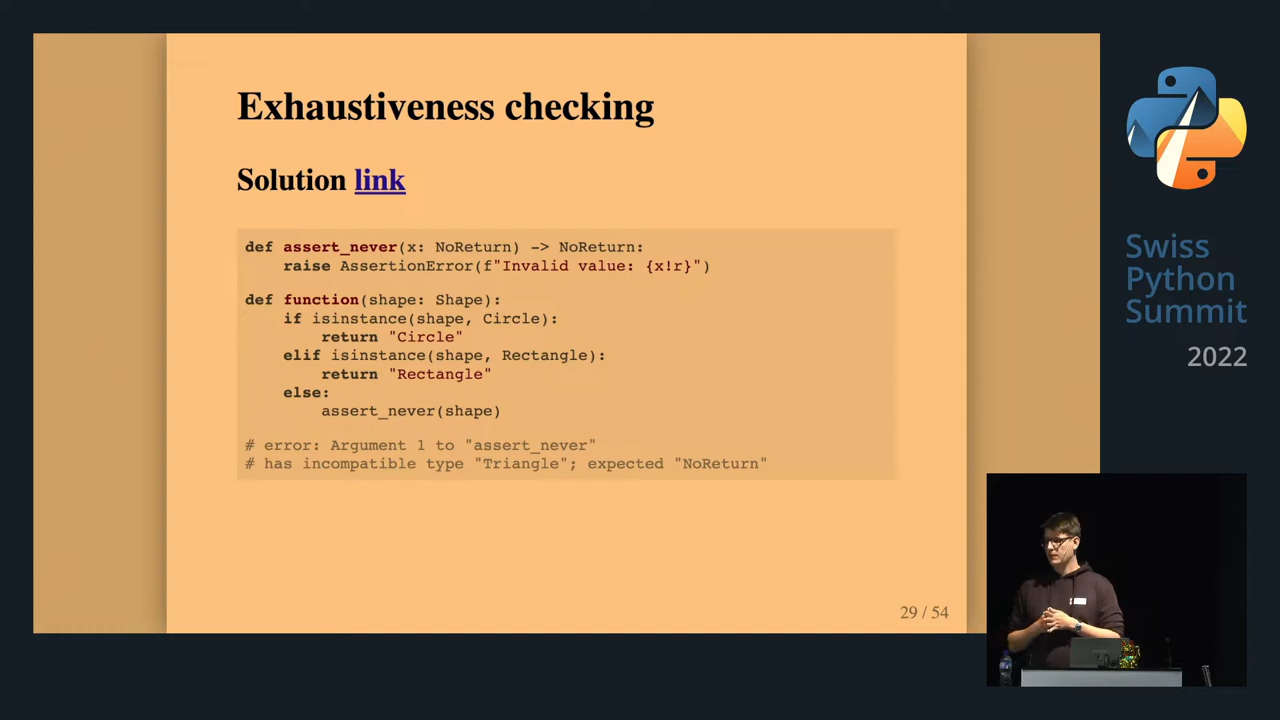 Exhaustiveness checking
Solution link
def assert_never(x: NoReturn) -> NoReturn:
    raise AssertionError(f"Invalid value: {x!r}")
def function(shape: Shape):
    if isinstance(shape, Circle):
        return "Circle"
    elif isinstance(shape, Rectangle):
        return "Rectangle"
    else:
        assert_never(shape)
# error: Argument 1 to "assert_never"
# has incompatible type "Triangle"; expected "NoReturn"
29 / 54
Swiss
Python
Summit
2022